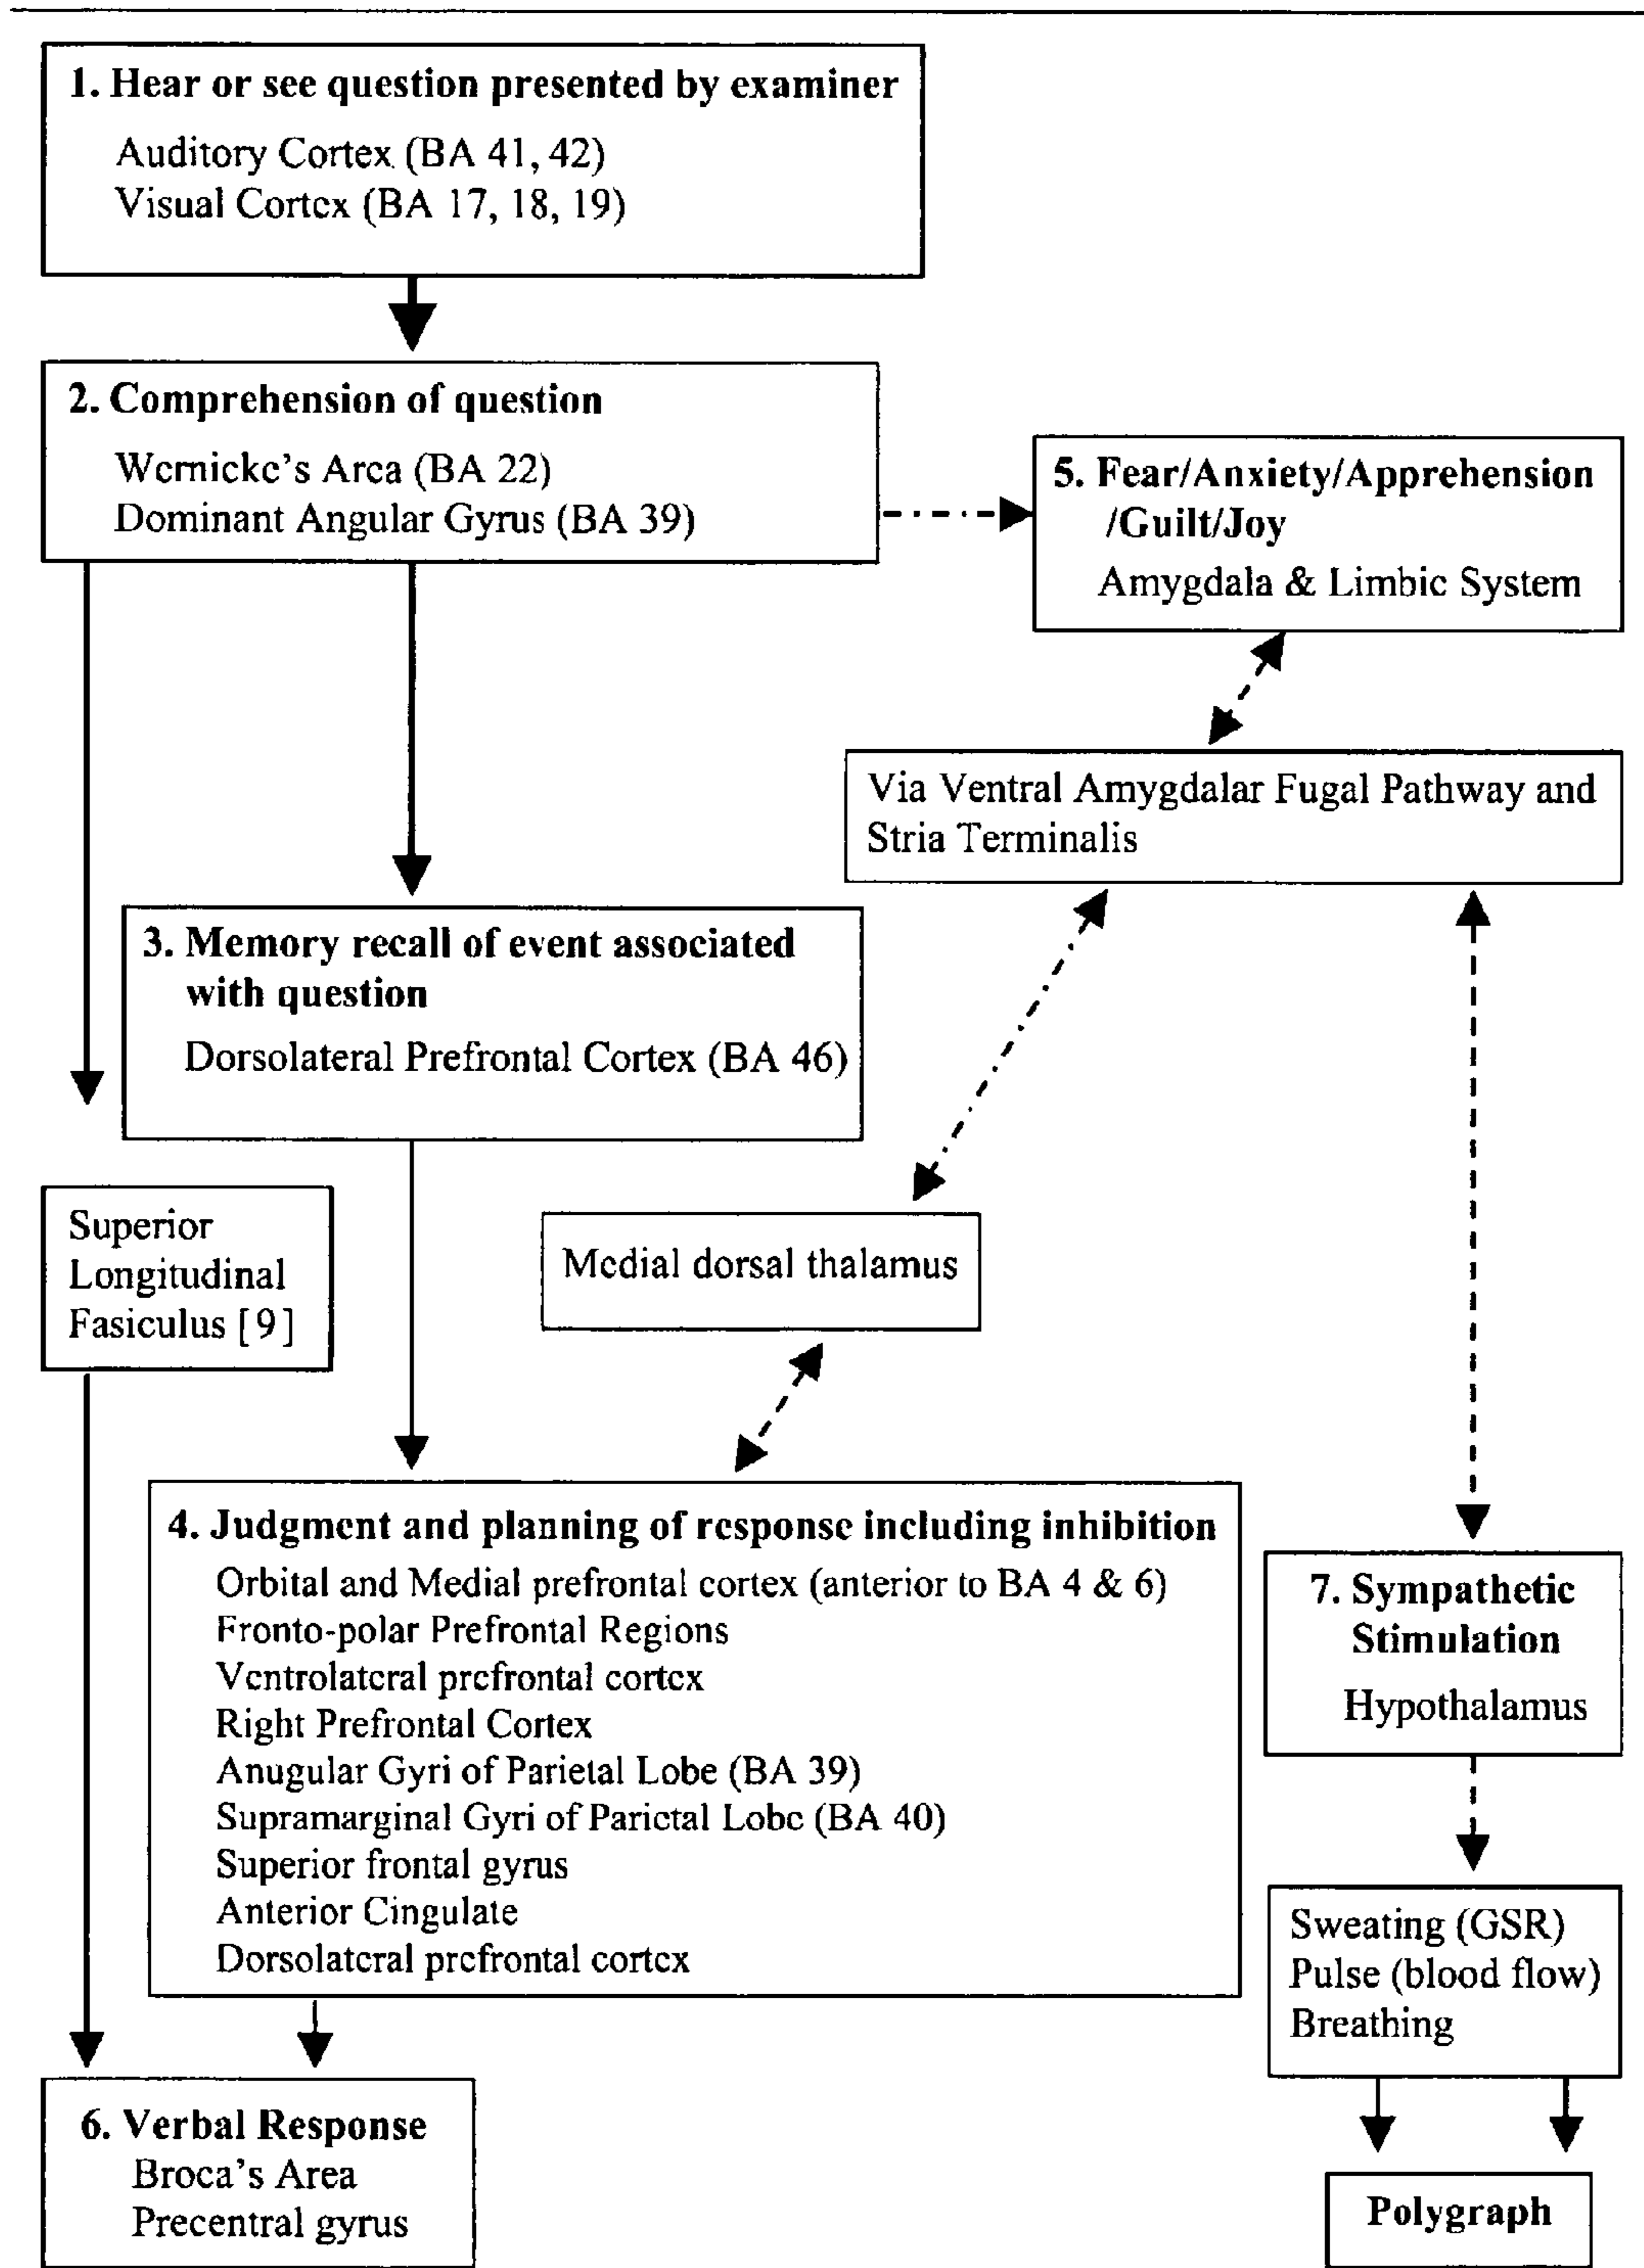 1. Hear or see question presented by examiner
Auditory Cortex (BA 41, 42)
Visual Cortex (BA 17, 18, 19)
2. Comprehension of question
Wernicke's Area (BA 22)
Dominant Angular Gyrus (BA 39)
5. Fear/Anxiety/Apprehension
/Guilt/Joy
Amygdala & Limbic System
Via Ventral Amygdalar Fugal Pathway and
Stria Terminalis
3. Memory recall of event associated
with question
Dorsolateral Prefrontal Cortex (BA 46)
Superior
Longitudinal
Fasiculus [9]
Medial dorsal thalamus
4. Judgment and planning of response including inhibition
Orbital and Medial prefrontal cortex (anterior to BA 4 & 6)
Fronto-polar Prefrontal Regions
Ventrolateral prefrontal cortex
Right Prefrontal Cortex
Anugular Gyri of Parietal Lobe (BA 39)
Supramarginal Gyri of Parietal Lobe (BA 40)
Superior frontal gyrus
Anterior Cingulate
Dorsolateral prefrontal cortex
7. Sympathetic
Stimulation
Hypothalamus
Sweating (GSR)
Pulse (blood flow)
Breathing
6. Verbal Response
Broca's Area
Precentral gyrus
Polygraph